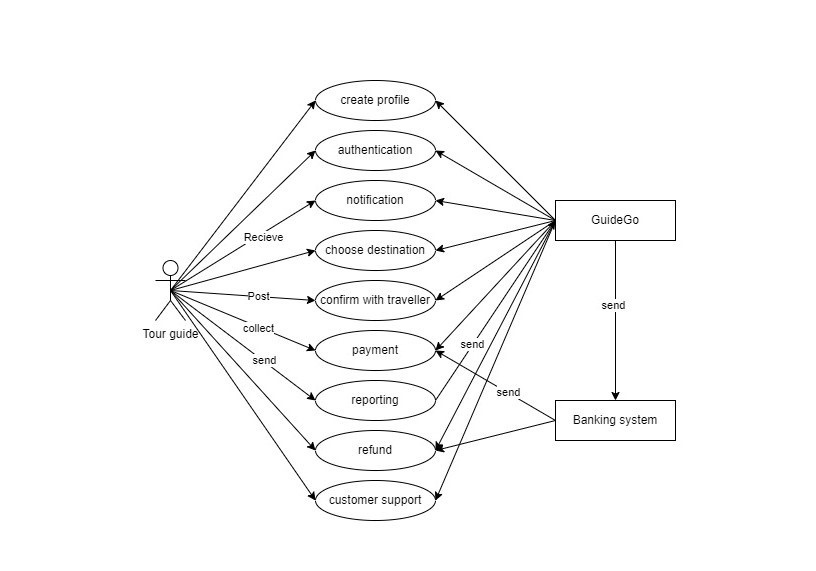 create profile
authentication
notification
GuideGo
Recieve
choose destination
Post
confirm with traveller
send
Tour guide
collect
payment
send
send
send
reporting
Banking system
refund
customer support